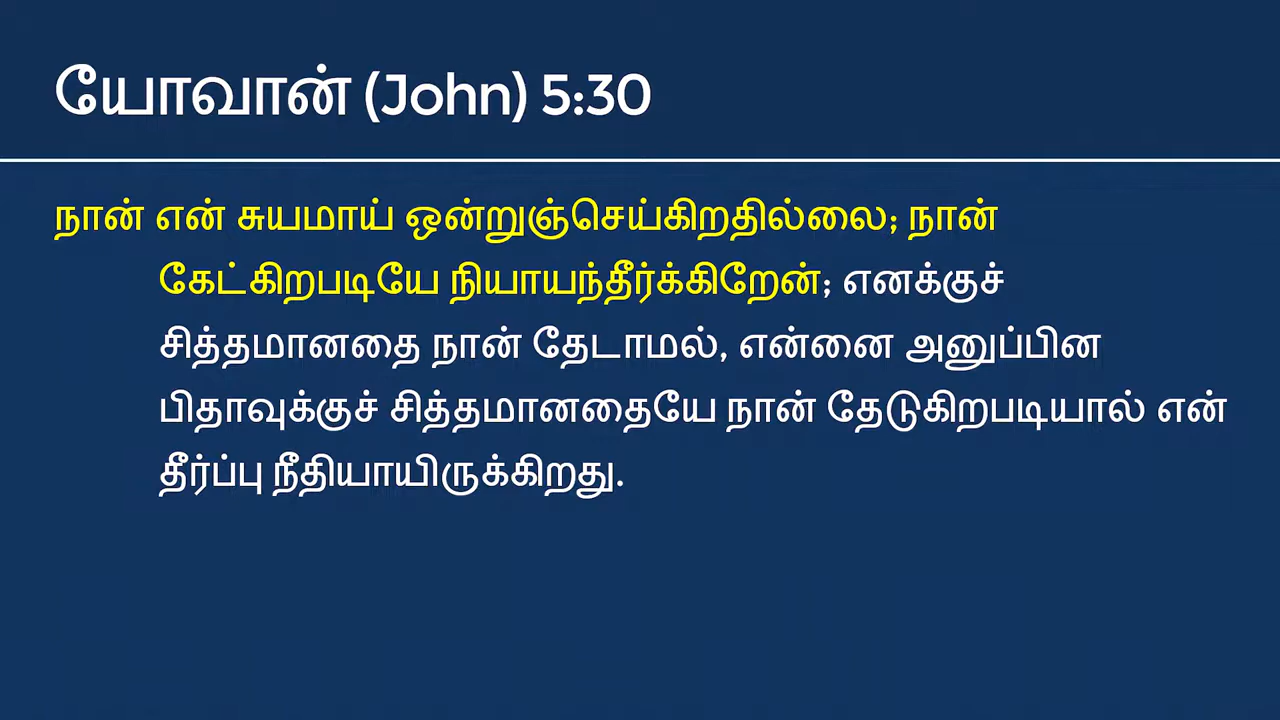 யோவான் (John) 5:30
நான் என் சுயமாய் ஒன்றுஞ்செய்கிறதில்லை; நான்
கேட்கிறபடியே நியாயந்தீர்க்கிறேன்; எனக்குச்
சித்தமானதை நான் தேடாமல், என்னை அனுப்பின
பிதாவுக்குச் சித்தமானதையே நான் தேடுகிறபடியால் என்
தீர்ப்பு நீதியாயிருக்கிறது.